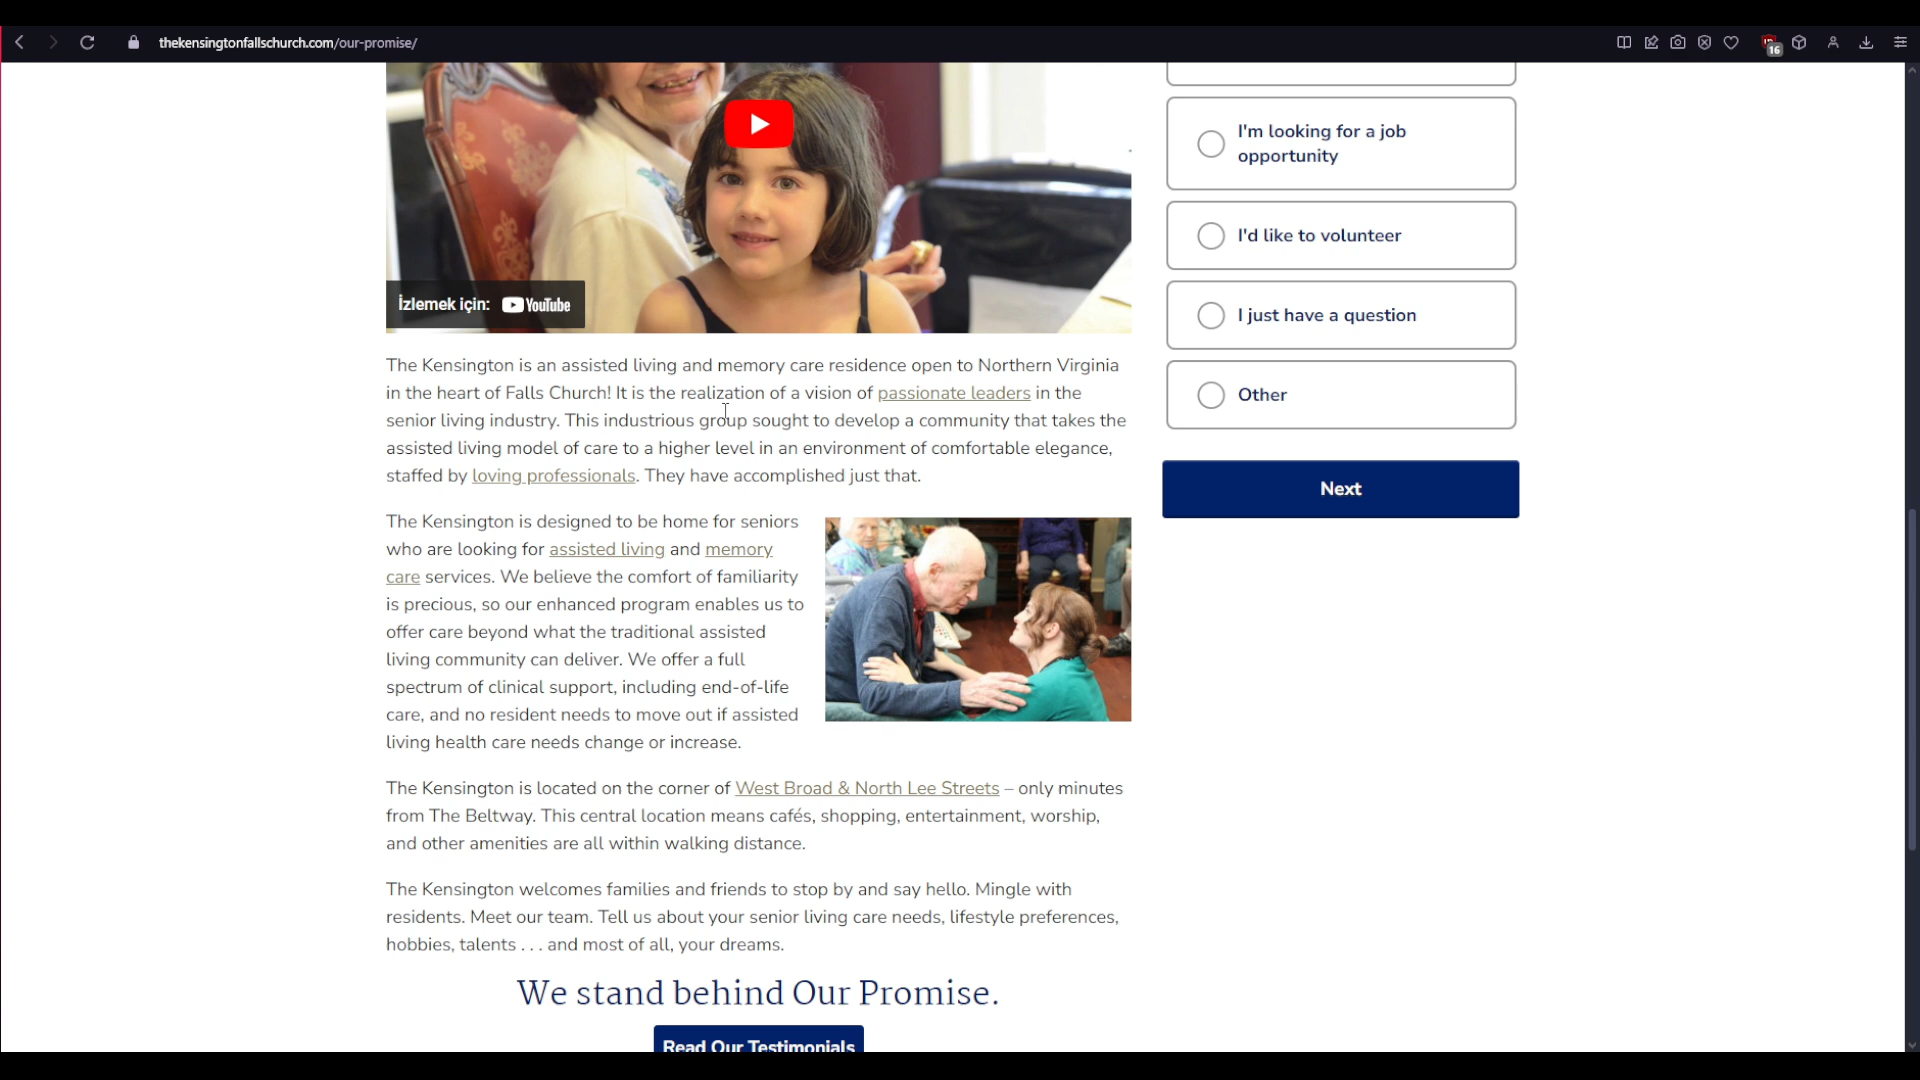 thekensingtonfallschurch.com/our-promise/
16
I'm looking for a job
opportunity
I'd like to volunteer
I just have a question
Other
Next
İzlemek için: YouTube
The Kensington is an assisted living and memory care residence open to Northern Virginia
in the heart of Falls Church! It is the realization of a vision of passionate leaders in the
senior living industry. This industrious group sought to develop a community that takes the
assisted living model of care to a higher level in an environment of comfortable elegance,
staffed by loving professionals. They have accomplished just that.
The Kensington is designed to be home for seniors
who are looking for assisted living and memory
care services. We believe the comfort of familiarity
is precious, so our enhanced program enables us to
offer care beyond what the traditional assisted
living community can deliver. We offer a full
spectrum of clinical support, including end-of-life
care, and no resident needs to move out if assisted
living health care needs change or increase.
The Kensington is located on the corner of West Broad & North Lee Streets – only minutes
from The Beltway. This central location means cafés, shopping, entertainment, worship,
and other amenities are all within walking distance.
The Kensington welcomes families and friends to stop by and say hello. Mingle with
residents. Meet our team. Tell us about your senior living care needs, lifestyle preferences,
hobbies, talents . . . and most of all, your dreams.
We stand behind Our Promise.
Read Our Testimonials